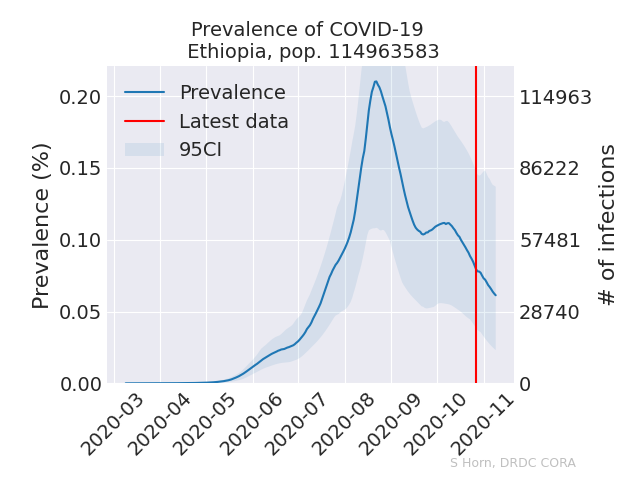 Prevalence of COVID-19
Ethiopia, pop. 114963583
Prevalence
Latest data
95CI
Prevalence (%)
0.20
0.15
0.10
0.05
0.00
# of infections
114963
86222
57481
28740
0
2020-03
2020-04
2020-05
2020-06
2020-07
2020-08
2020-09
2020-10
2020-11
S Horn, DRDC CORA